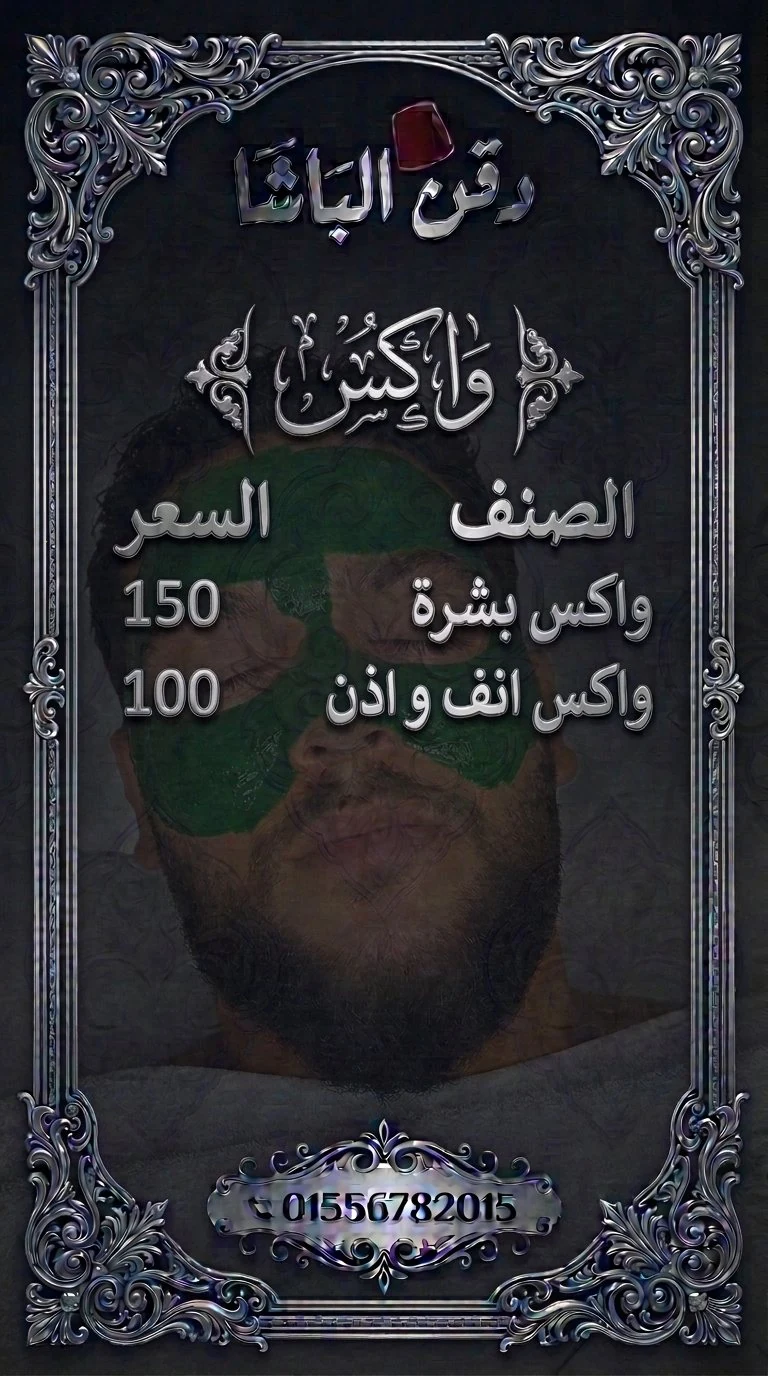 دقن الباشا
واكس
الصنف السعر
واكس بشرة 150
واكس انف و اذن 100
01556782015